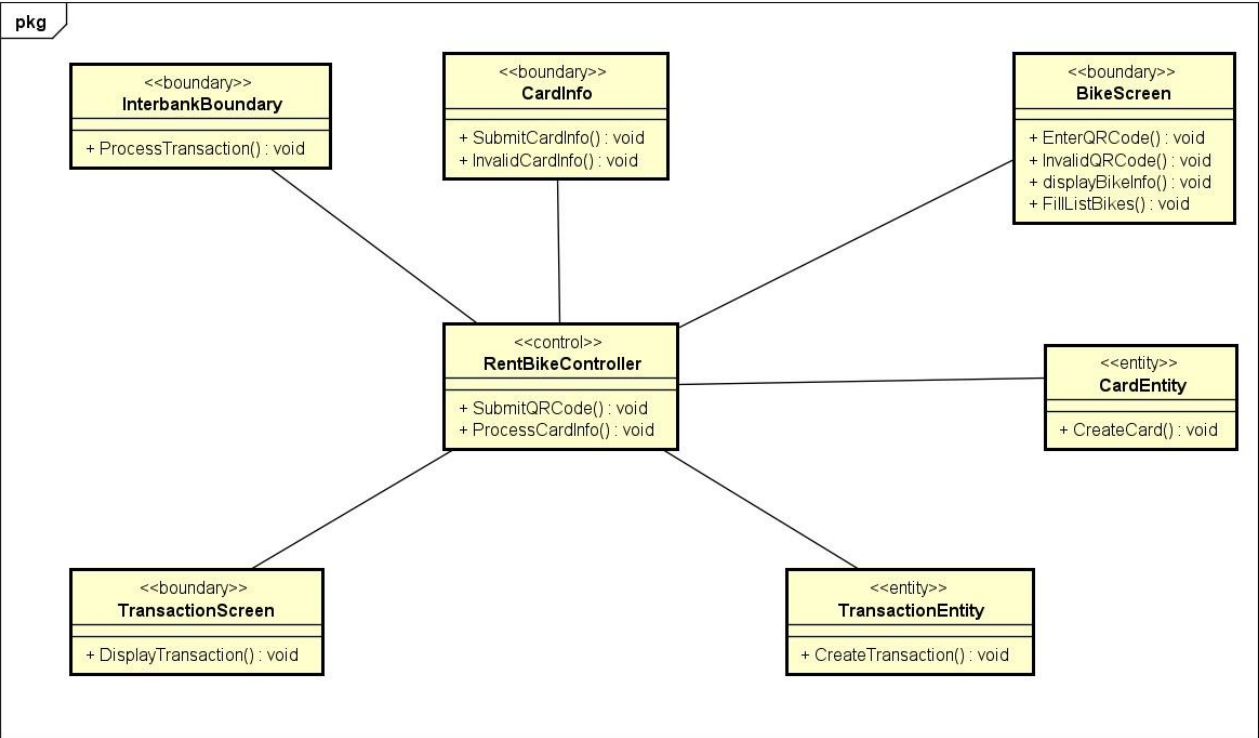 pkg
<<boundary>>
InterbankBoundary
+ ProcessTransaction() : void
<<boundary>>
CardInfo
+ SubmitCardInfo() : void
+ InvalidCardInfo() : void
<<boundary>>
BikeScreen
+ EnterQRCode() : void
+ InvalidQRCode() : void
+ displayBikeInfo() : void
+ FillListBikes() : void
<<control>>
RentBikeController
+ SubmitQRCode() : void
+ ProcessCardInfo() : void
<<entity>>
CardEntity
+ CreateCard() : void
<<boundary>>
TransactionScreen
+ DisplayTransaction() : void
<<entity>>
TransactionEntity
+ CreateTransaction() : void